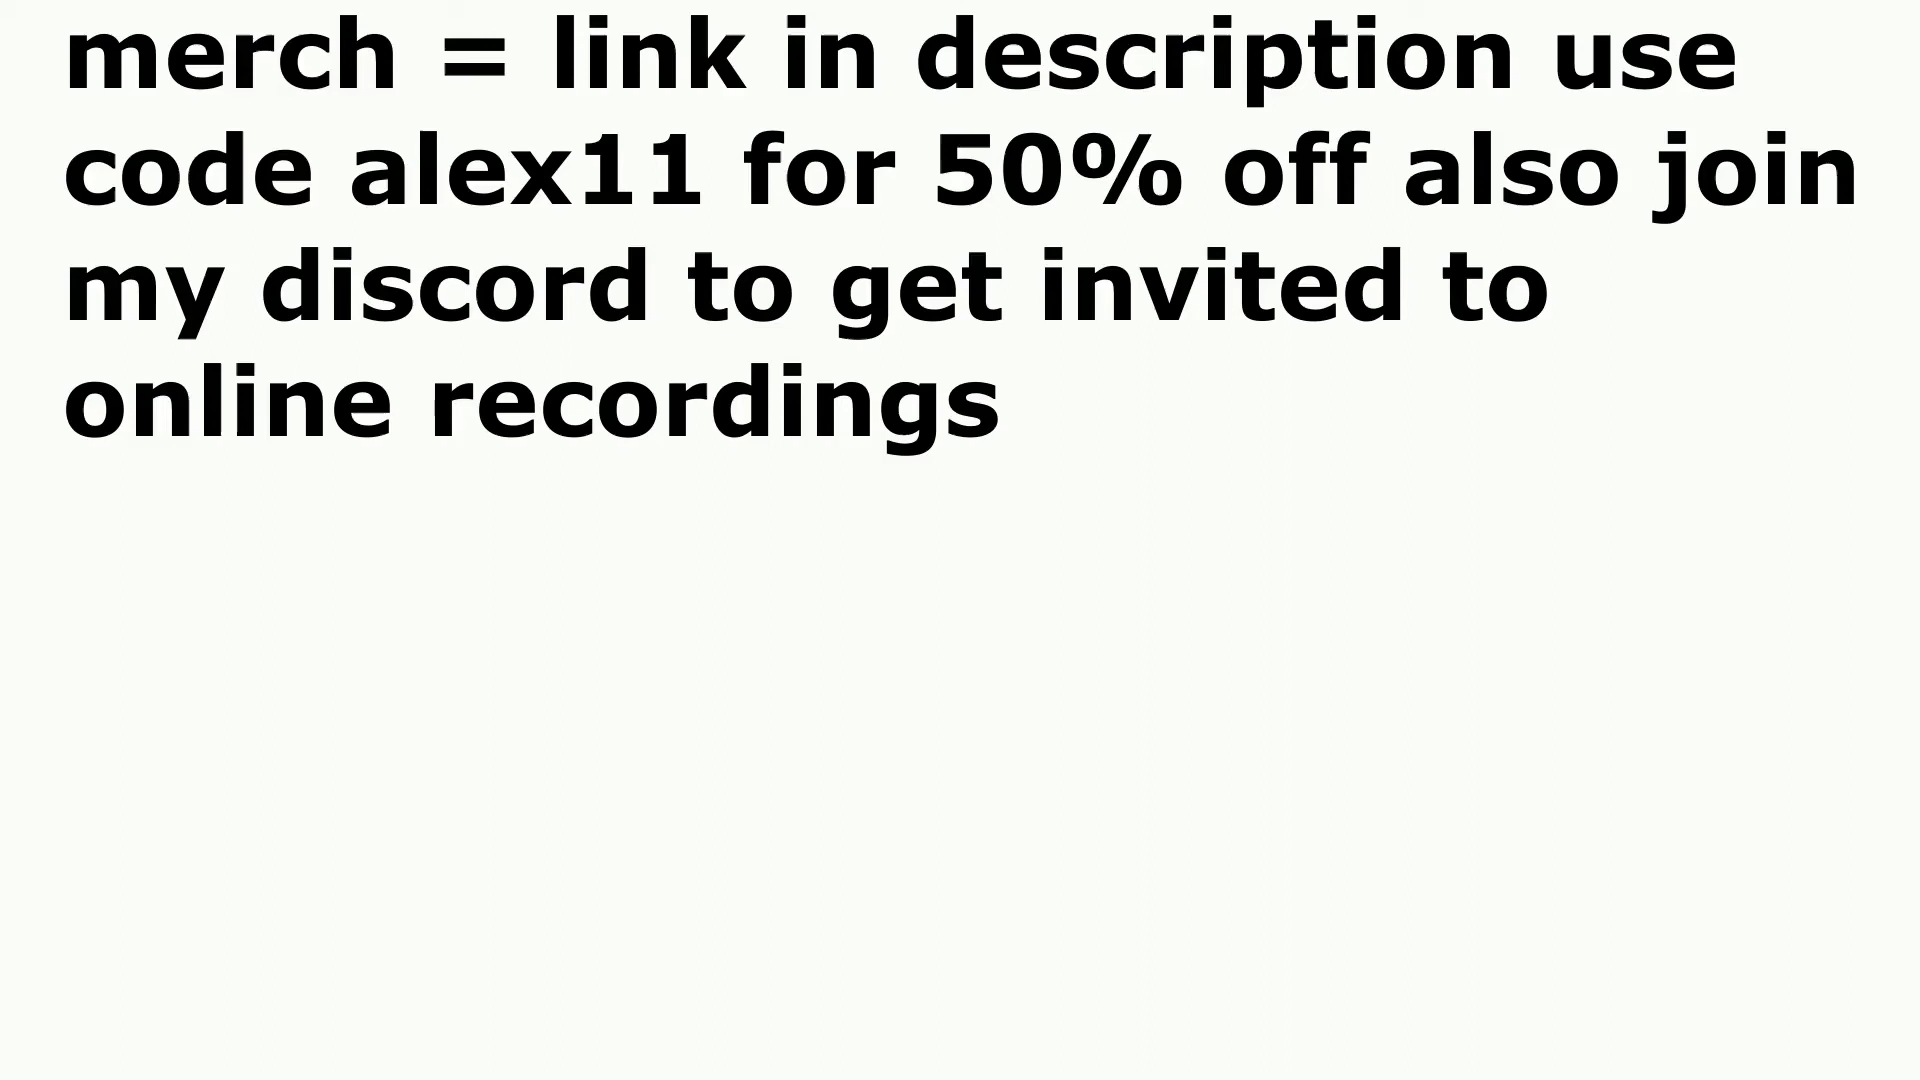 merch = link in description use
code alex11 for 50% off also join
my discord to get invited to
online recordings